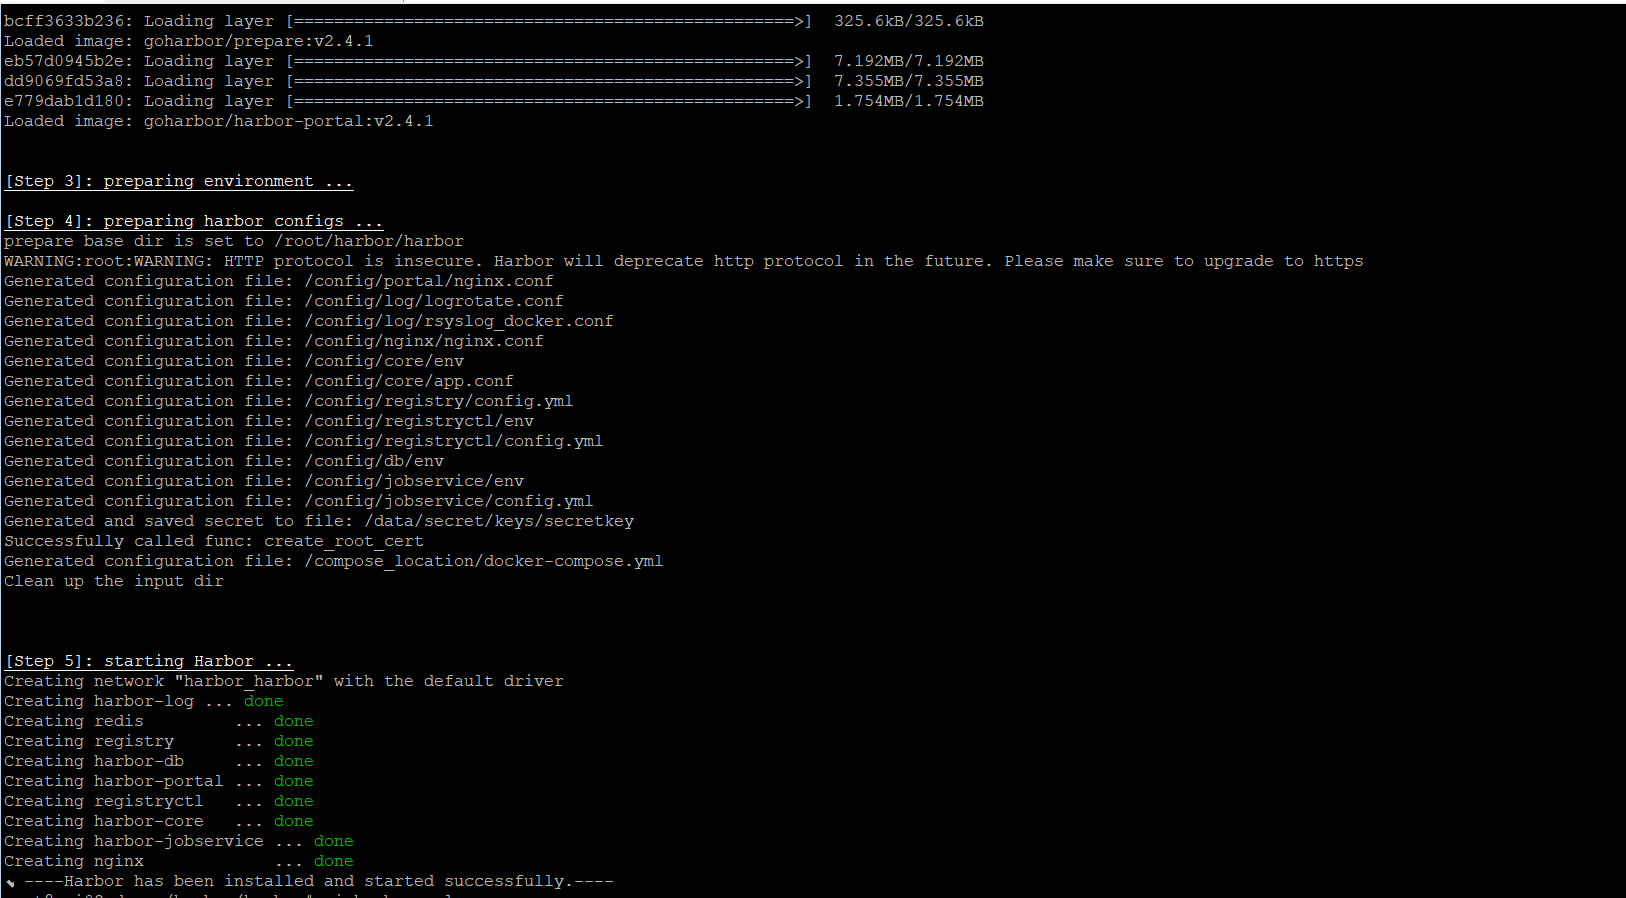 bcff3633b236: Loading layer [==================================================>]  325.6kB/325.6kB
Loaded image: goharbor/prepare:v2.4.1
eb57d0945b2e: Loading layer [==================================================>]  7.192MB/7.192MB
dd9069fd53a8: Loading layer [==================================================>]  7.355MB/7.355MB
e779dab1d180: Loading layer [==================================================>]  1.754MB/1.754MB
Loaded image: goharbor/harbor-portal:v2.4.1
[Step 3]: preparing environment ...
[Step 4]: preparing harbor configs ...
prepare base dir is set to /root/harbor/harbor
WARNING:root:WARNING: HTTP protocol is insecure. Harbor will deprecate http protocol in the future. Please make sure to upgrade to https
Generated configuration file: /config/portal/nginx.conf
Generated configuration file: /config/log/logrotate.conf
Generated configuration file: /config/log/rsyslog_docker.conf
Generated configuration file: /config/nginx/nginx.conf
Generated configuration file: /config/core/env
Generated configuration file: /config/core/app.conf
Generated configuration file: /config/registry/config.yml
Generated configuration file: /config/registryctl/env
Generated configuration file: /config/registryctl/config.yml
Generated configuration file: /config/db/env
Generated configuration file: /config/jobservice/env
Generated configuration file: /config/jobservice/config.yml
Generated and saved secret to file: /data/secret/keys/secretkey
Successfully called func: create_root_cert
Generated configuration file: /compose_location/docker-compose.yml
Clean up the input dir
[Step 5]: starting Harbor ...
Creating network "harbor_harbor" with the default driver
Creating harbor-log ... done
Creating redis         ... done
Creating registry      ... done
Creating harbor-db     ... done
Creating harbor-portal ... done
Creating registryctl   ... done
Creating harbor-core   ... done
Creating harbor-jobservice ... done
Creating nginx             ... done
----Harbor has been installed and started successfully.----